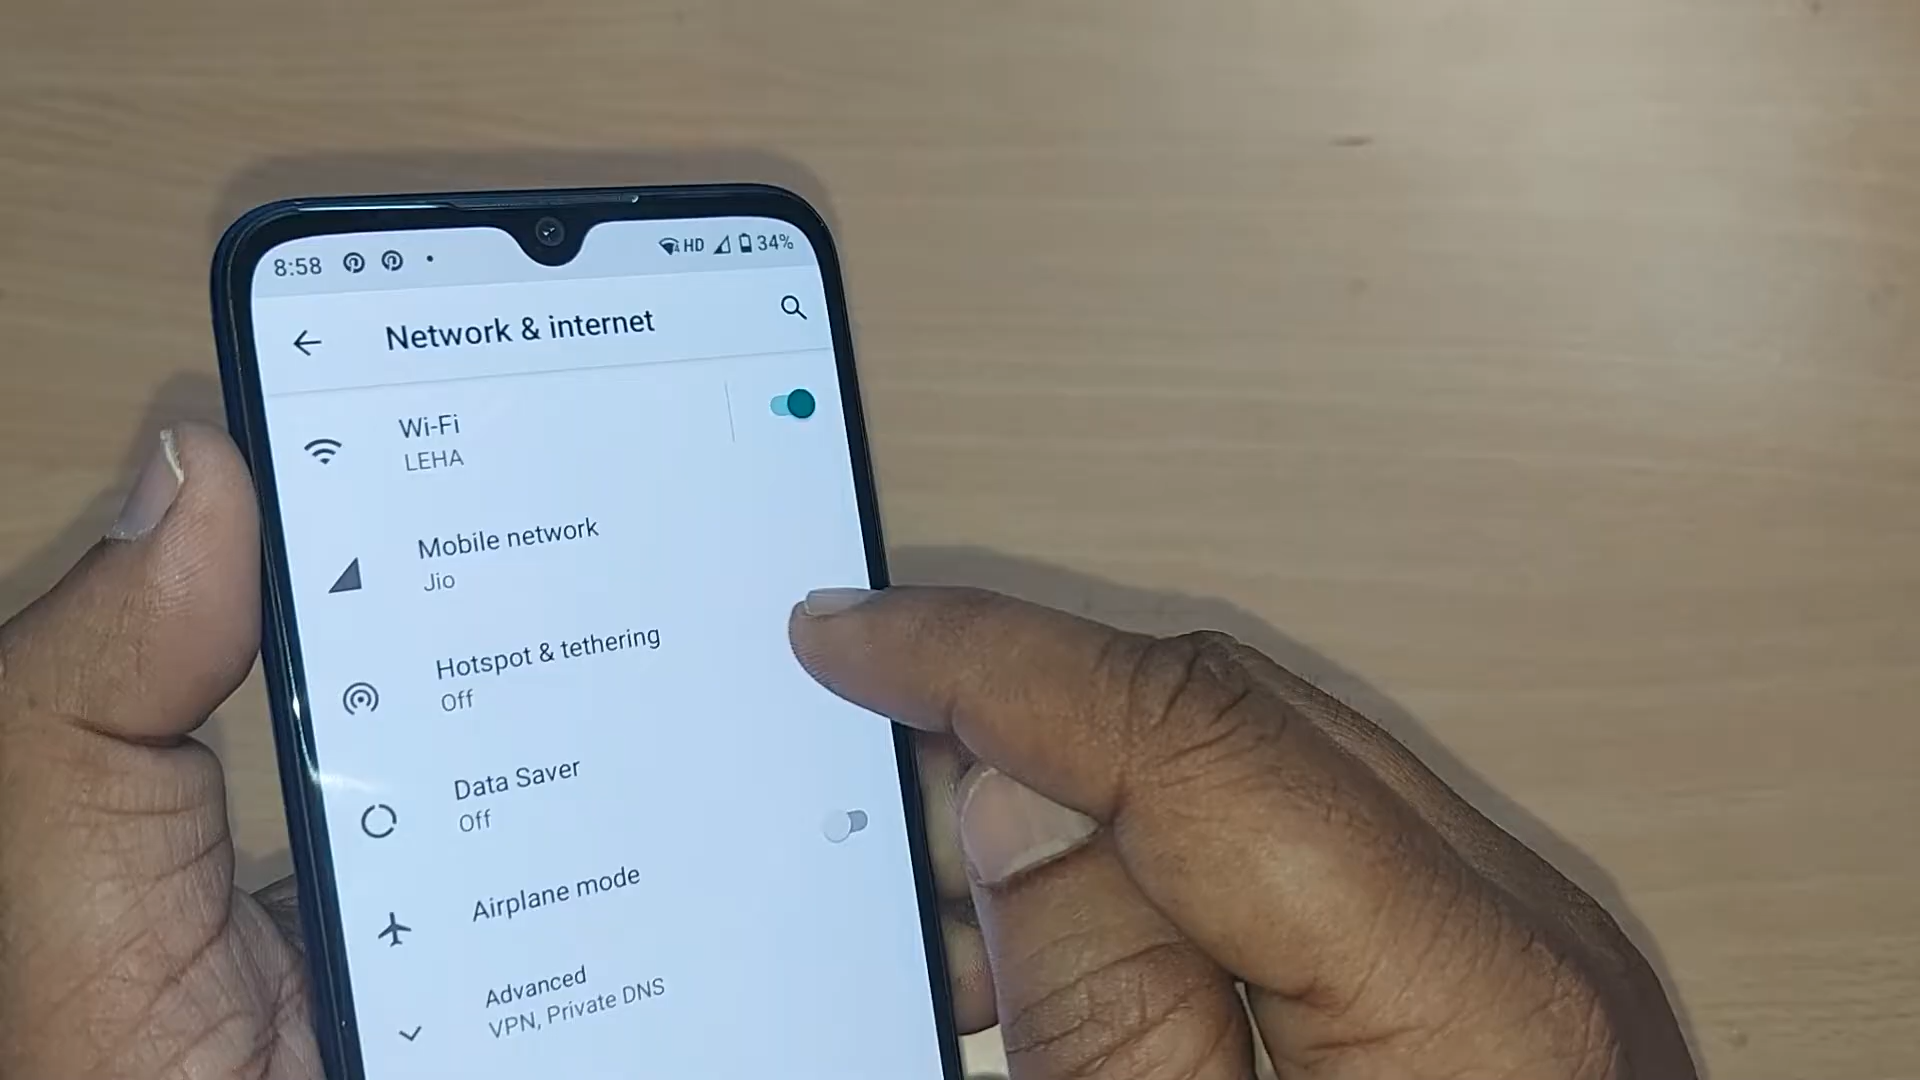 8:58
HD 34%
Network & internet
Wi-Fi
LEHA
Mobile network
Jio
Hotspot & tethering
Off
Data Saver
Off
Airplane mode
Advanced
VPN, Private DNS